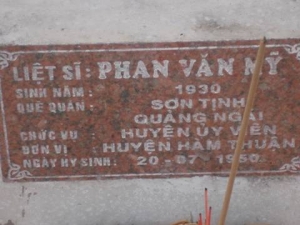 LIỆT SĨ : PHAN VĂN MỸ
SINH NĂM : 1930
QUÊ QUÁN : SƠN TỊNH
QUẢNG NGÃI
CHỨC VỤ : HUYỆN ỦY VIÊN
ĐƠN VỊ : HUYỆN HÀM THUẬN
NGÀY HY SINH : 20 - 07 - 1950